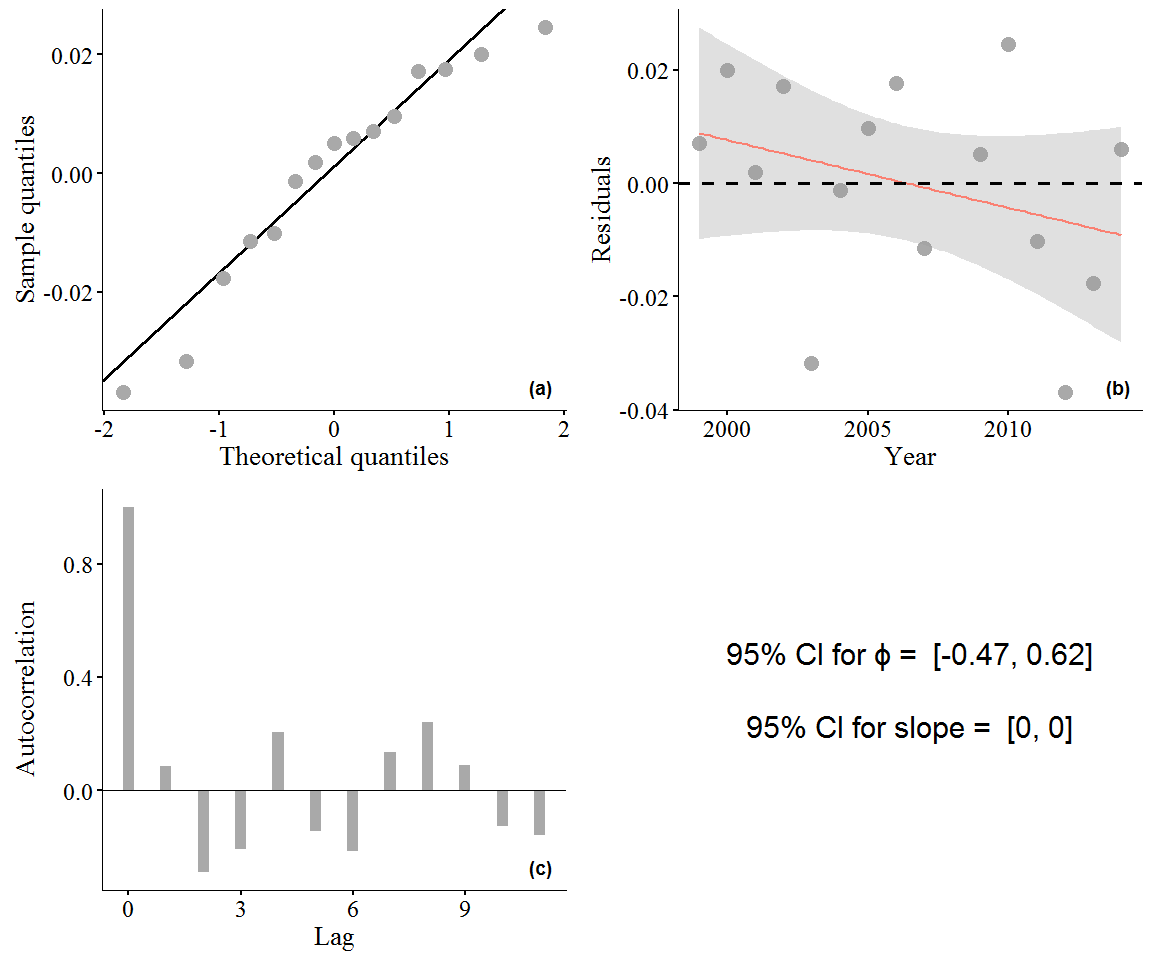 Sample quantiles
0.02
0.00
-0.02
-2 -1 0 1 2
Theoretical quantiles
(a)
Residuals
0.02
0.00
-0.02
-0.04
2000 2005 2010
Year
(b)
Autocorrelation
0.8
0.4
0.0
0 3 6 9
Lag
(c)
95% CI for ϕ = [-0.47, 0.62]
95% CI for slope = [0, 0]